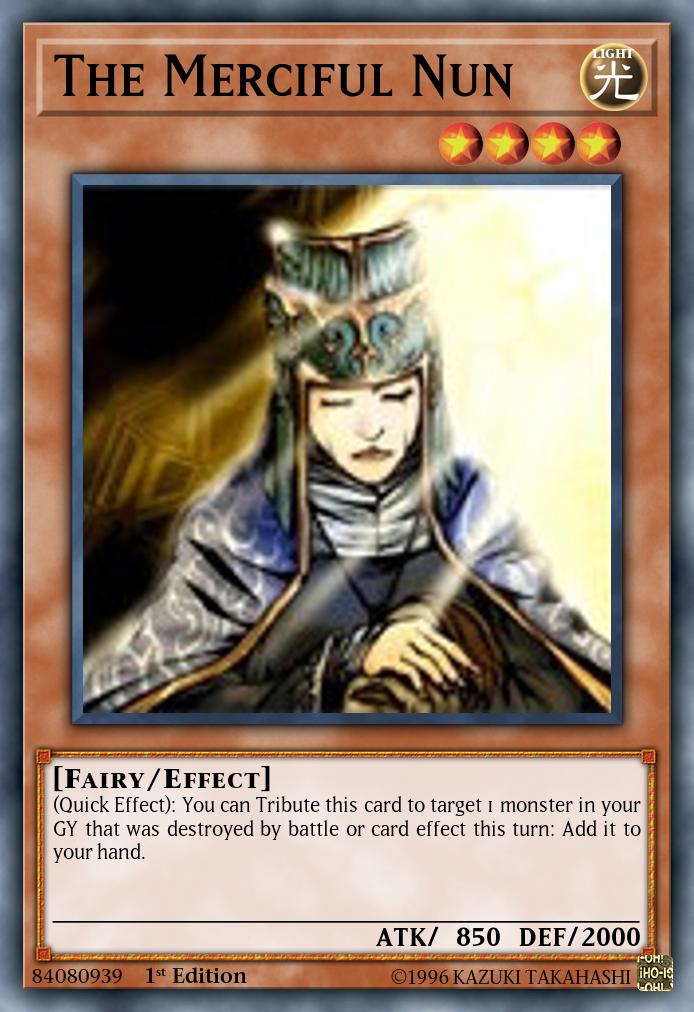 THE MERCIFUL NUN
LIGHT
光
[FAIRY/EFFECT]
(Quick Effect): You can Tribute this card to target 1 monster in your
GY that was destroyed by battle or card effect this turn: Add it to
your hand.
ATK/ 850 DEF/2000
84080939 1st Edition ©1996 KAZUKI TAKAHASHI